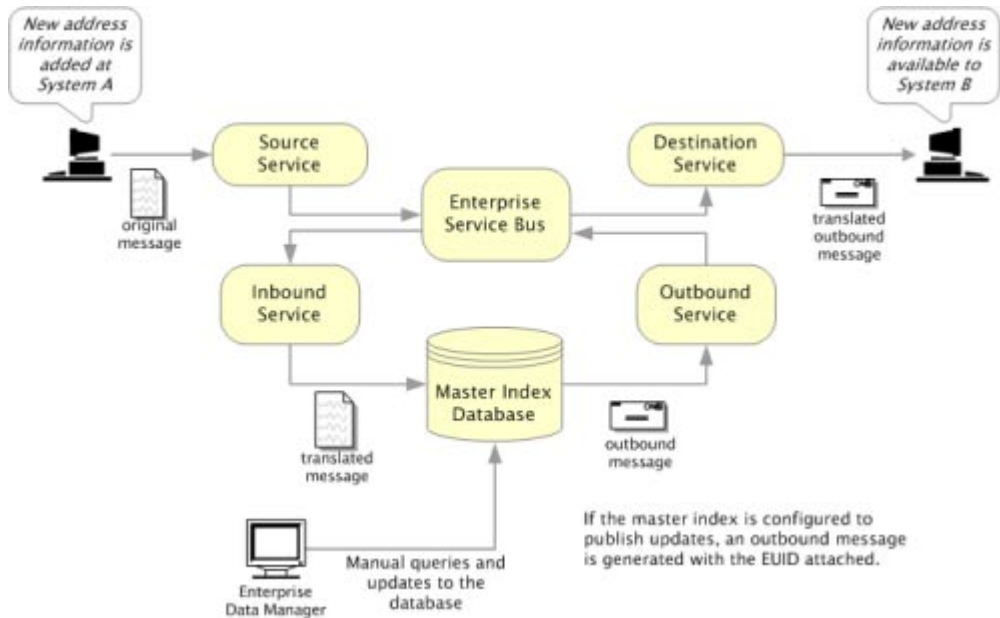 New address
information is
added at
System A
New address
information is
available to
System B
Source
Service
Destination
Service
original
message
Enterprise
Service Bus
translated
outbound
message
Inbound
Service
Outbound
Service
Master Index
Database
translated
message
outbound
message
Enterprise
Data Manager
Manual queries and
updates to the
database
If the master index is configured to
publish updates, an outbound message
is generated with the EUID attached.